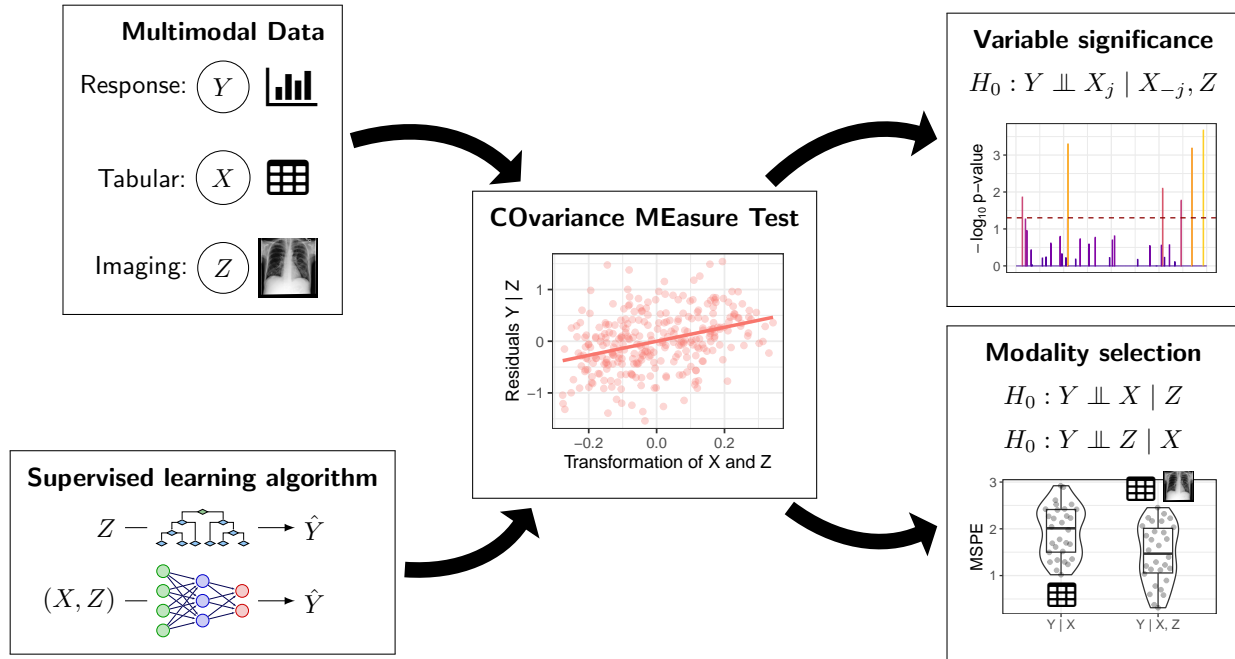 Multimodal Data
Response: Y
Tabular: X
Imaging: Z
Supervised learning algorithm
Z Ŷ
(X, Z) Ŷ
COvariance MEasure Test
Residuals Y | Z
1
0
−1
−0.2 0.0 0.2
Transformation of X and Z
Variable significance
H₀ : Y ⫫ Xⱼ | X₋ⱼ, Z
−log₁₀ p−value
3
2
1
0
Modality selection
H₀ : Y ⫫ X | Z
H₀ : Y ⫫ Z | X
MSPE
3
2
1
Y | X Y | X, Z